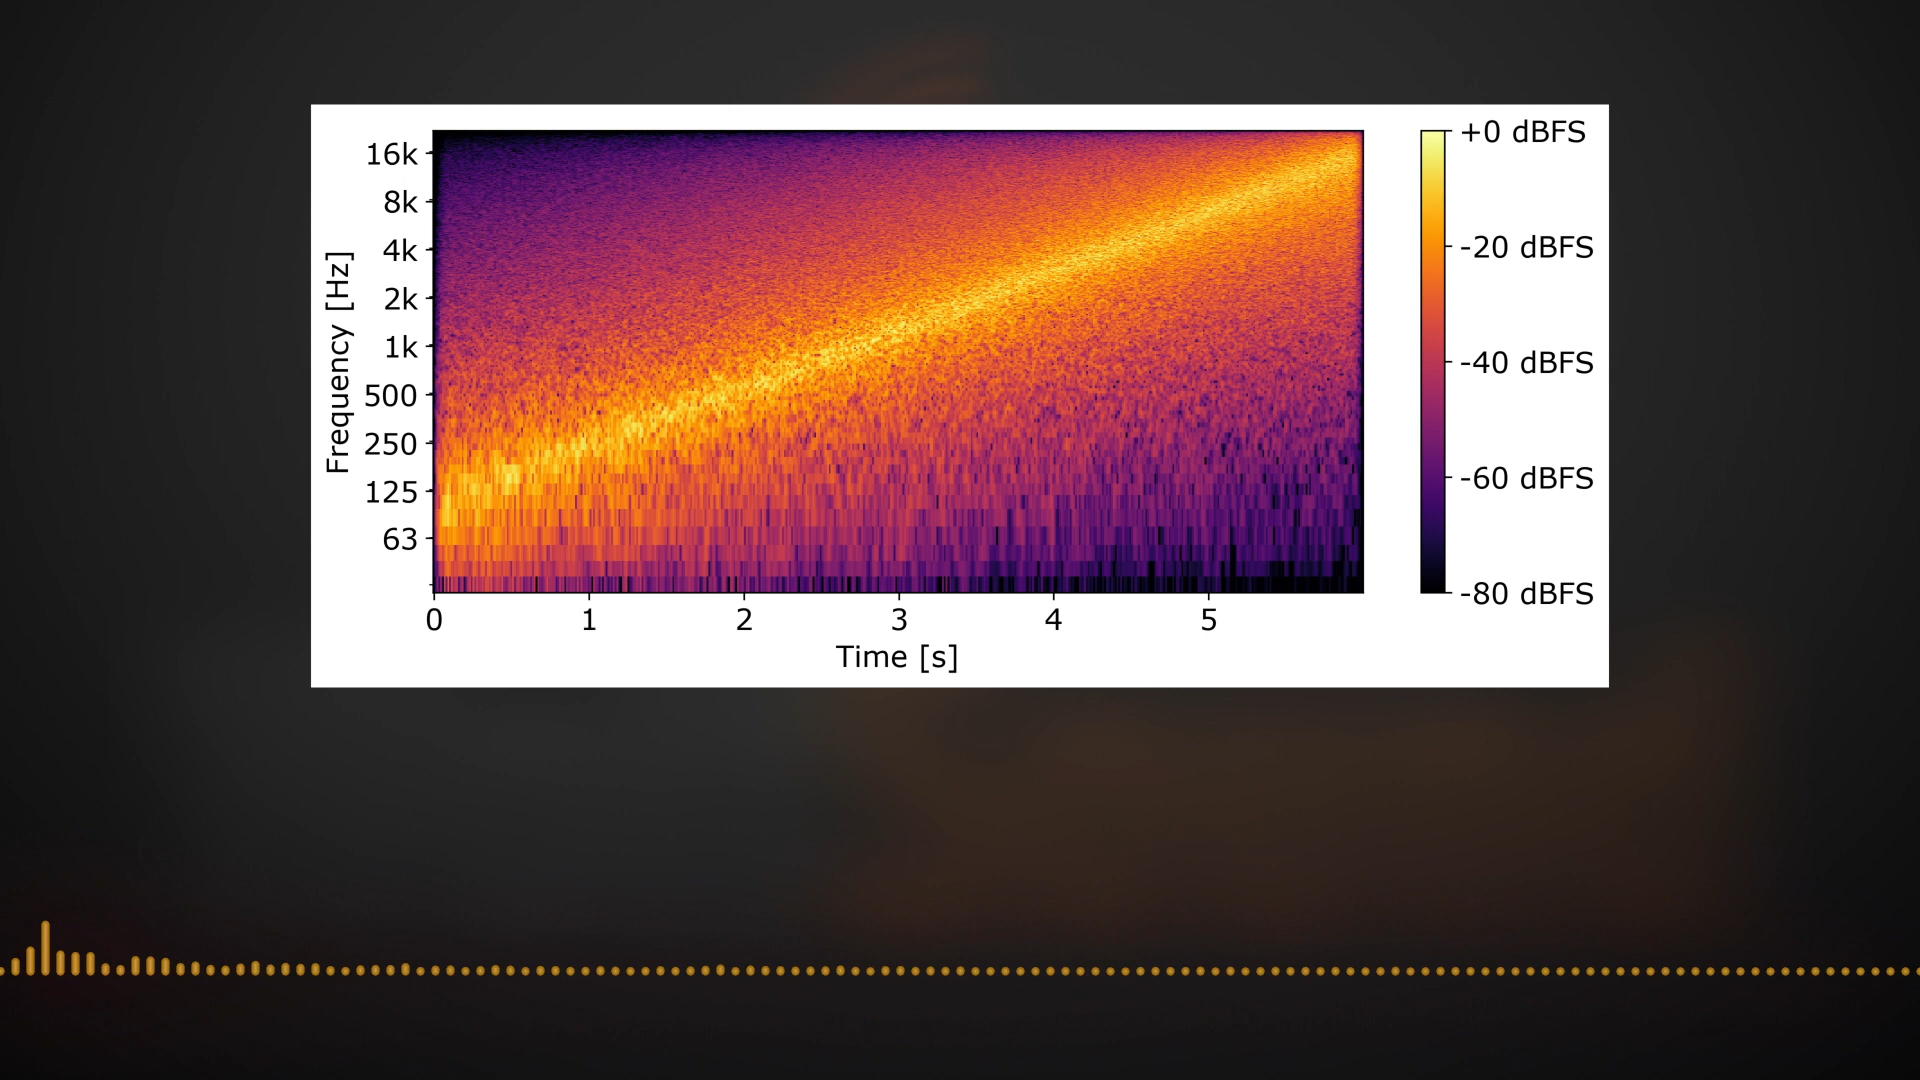 16k
8k
4k
2k
1k
500
250
125
63
Frequency [Hz]
0 1 2 3 4 5
Time [s]
+0 dBFS
-20 dBFS
-40 dBFS
-60 dBFS
-80 dBFS